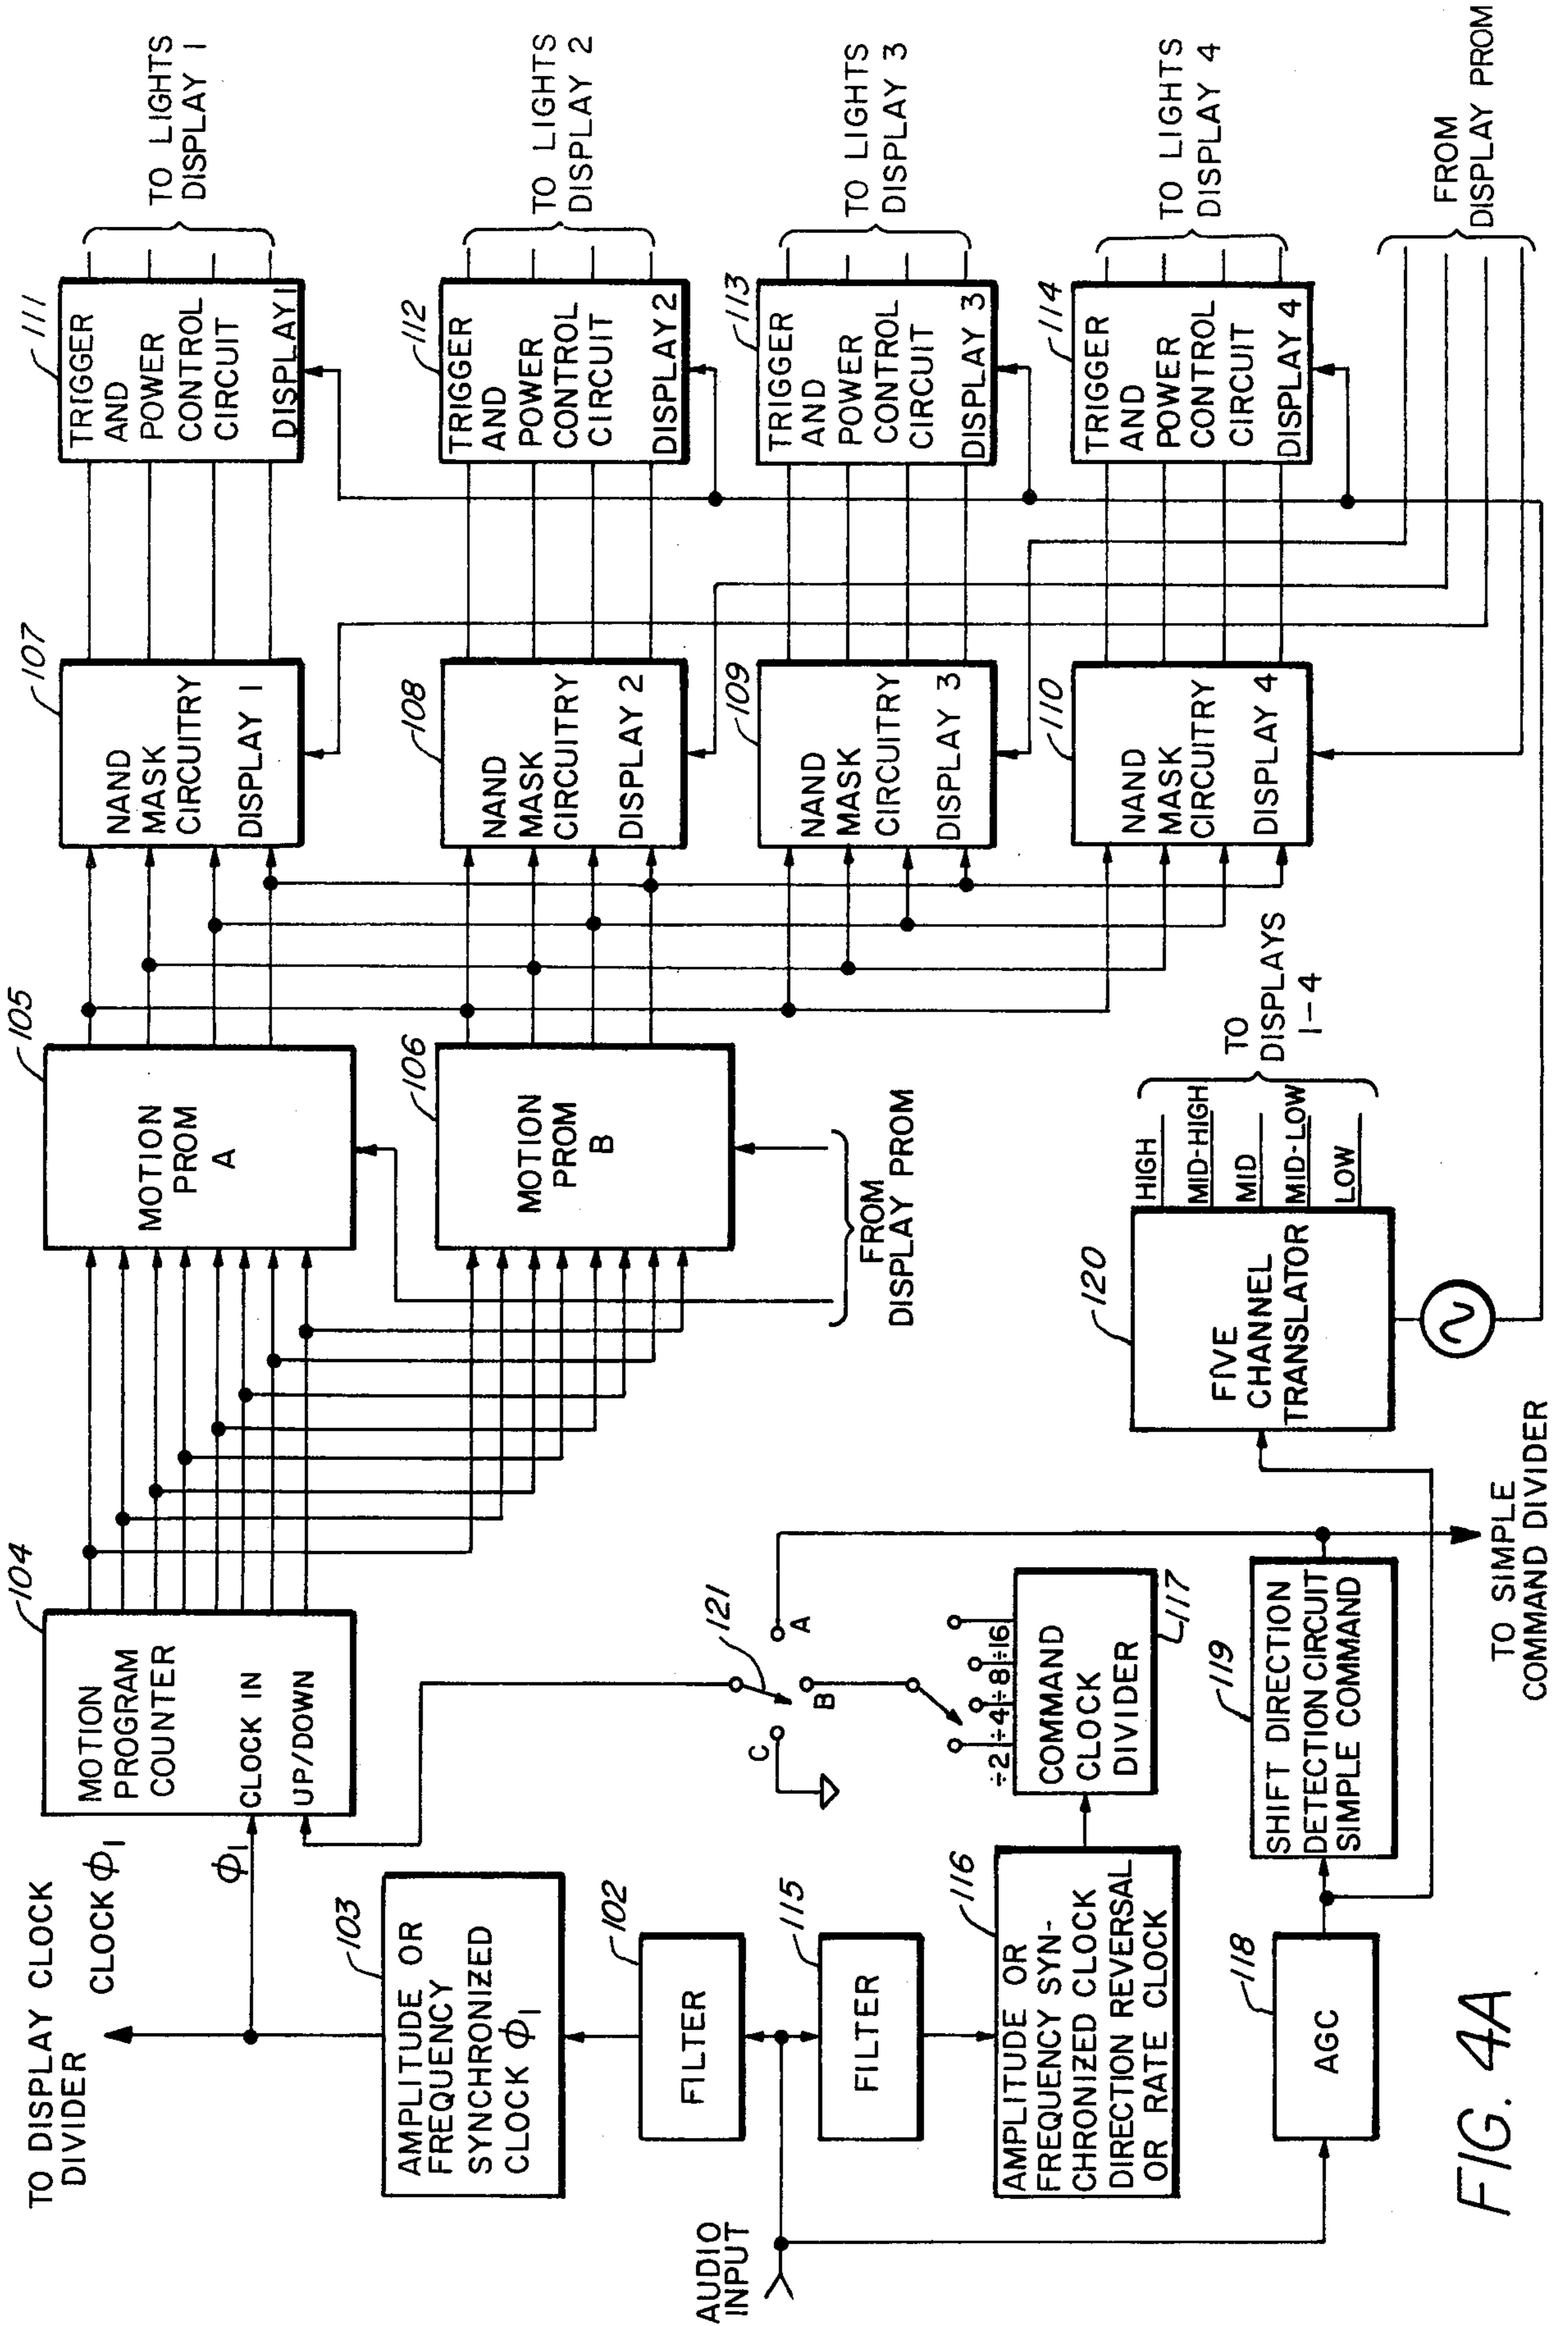 TO DISPLAY CLOCK
DIVIDER
CLOCK ϕ1
ϕ1
104
MOTION
PROGRAM
COUNTER
CLOCK IN
UP/DOWN
105
MOTION
PROM
A
107
NAND
MASK
CIRCUITRY
DISPLAY 1
111
TRIGGER
AND
POWER
CONTROL
CIRCUIT
DISPLAY 1
TO LIGHTS
DISPLAY 1
103
AMPLITUDE OR
FREQUENCY
SYNCHRONIZED
CLOCK ϕ1
106
MOTION
PROM
B
108
NAND
MASK
CIRCUITRY
DISPLAY 2
112
TRIGGER
AND
POWER
CONTROL
CIRCUIT
DISPLAY 2
TO LIGHTS
DISPLAY 2
102
FILTER
AUDIO
INPUT
115
FILTER
121
C
B
A
FROM
DISPLAY PROM
109
NAND
MASK
CIRCUITRY
DISPLAY 3
113
TRIGGER
AND
POWER
CONTROL
CIRCUIT
DISPLAY 3
TO LIGHTS
DISPLAY 3
116
AMPLITUDE OR
FREQUENCY SYN-
CHRONIZED CLOCK
DIRECTION REVERSAL
OR RATE CLOCK
÷2 ÷4 ÷8 ÷16
COMMAND
CLOCK
DIVIDER
117
110
NAND
MASK
CIRCUITRY
DISPLAY 4
114
TRIGGER
AND
POWER
CONTROL
CIRCUIT
DISPLAY 4
TO LIGHTS
DISPLAY 4
118
AGC
119
SHIFT DIRECTION
DETECTION CIRCUIT
SIMPLE COMMAND
120
FIVE
CHANNEL
TRANSLATOR
HIGH
MID-HIGH
MID
MID-LOW
LOW
TO
DISPLAYS
1-4
FROM
DISPLAY PROM
TO SIMPLE
COMMAND DIVIDER
FIG. 4A